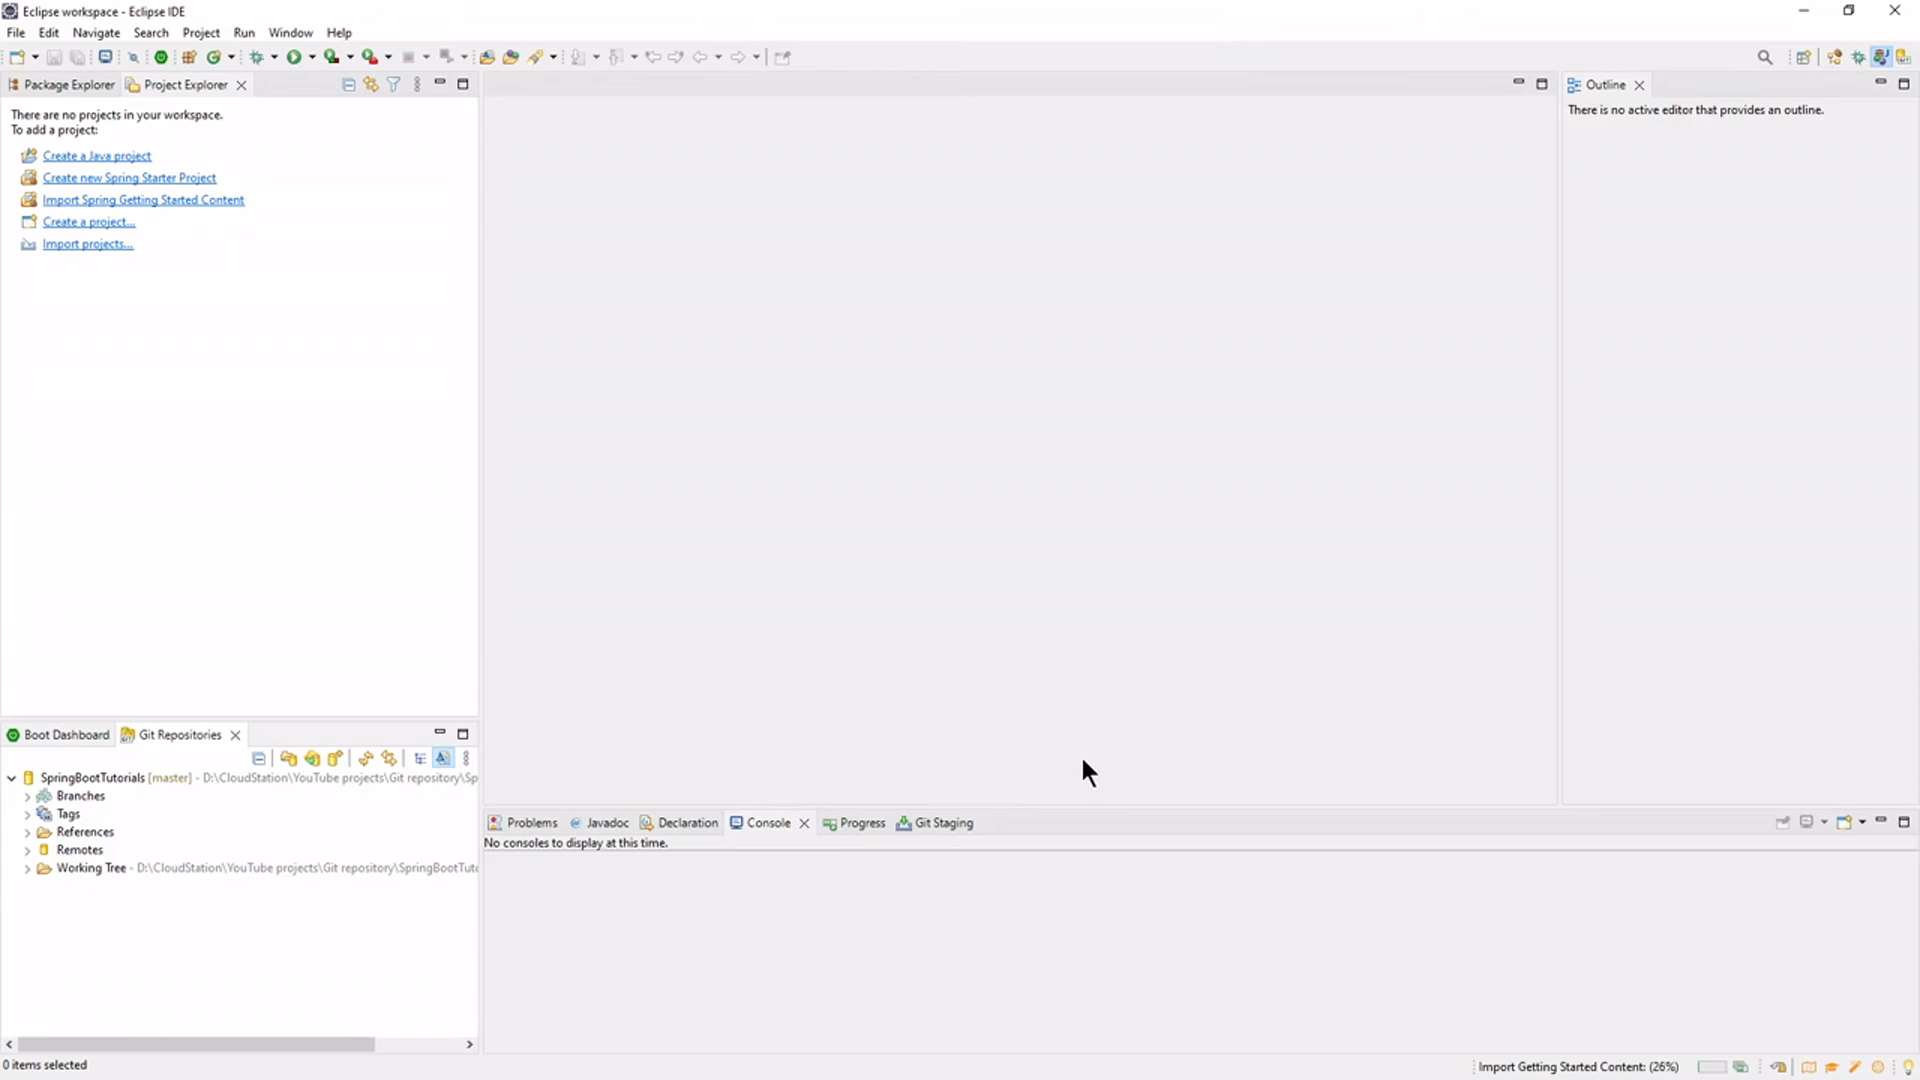 Eclipse workspace - Eclipse IDE
File Edit Navigate Search Project Run Window Help
Package Explorer Project Explorer
There are no projects in your workspace.
To add a project:
Create a Java project
Create new Spring Starter Project
Import Spring Getting Started Content
Create a project...
Import projects...
Outline
There is no active editor that provides an outline.
Boot Dashboard Git Repositories
SpringBootTutorials [master] - D:\CloudStation\YouTube projects\Git repository\Sp
Branches
Tags
References
Remotes
Working Tree - D:\CloudStation\YouTube projects\Git repository\SpringBootTuto
Problems Javadoc Declaration Console Progress Git Staging
No consoles to display at this time.
0 items selected
Import Getting Started Content: (26%)